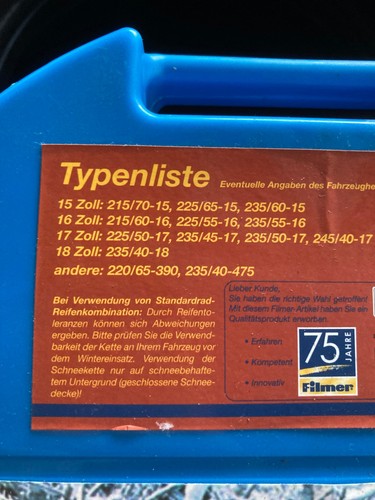 Typenliste Eventuelle Angaben des Fahrzeughe
15 Zoll: 215/70-15, 225/65-15, 235/60-15
16 Zoll: 215/60-16, 225/55-16, 235/55-16
17 Zoll: 225/50-17, 235/45-17, 235/50-17, 245/40-17
18 Zoll: 235/40-18
andere: 220/65-390, 235/40-475
Bei Verwendung von Standardrad-
Reifenkombination: Durch Reifento-
leranzen können sich Abweichungen
ergeben. Bitte prüfen Sie die Verwend-
barkeit der Kette an Ihrem Fahrzeug vor
dem Wintereinsatz. Verwendung der
Schneekette nur auf schneebehafte-
tem Untergrund (geschlossene Schnee-
decke)!
Lieber Kunde,
Sie haben die richtige Wahl getroffen!
Mit diesem Filmer-Artikel haben Sie ein
Qualitätsprodukt erworben.
• Erfahren
• Kompetent
• Innovativ
75 JAHRE
Filmer